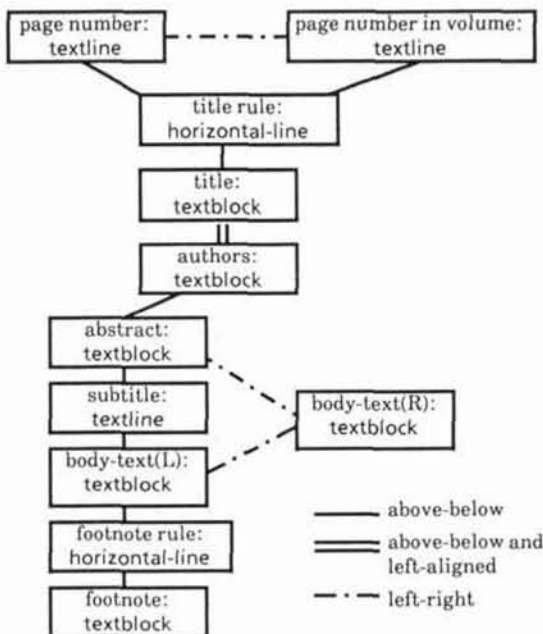 page number:
textline
page number in volume:
textline
title rule:
horizontal-line
title:
textblock
authors:
textblock
abstract:
textblock
subtitle:
textline
body-text(R):
textblock
body-text(L):
textblock
footnote rule:
horizontal-line
footnote:
textblock
above-below
above-below and
left-aligned
left-right